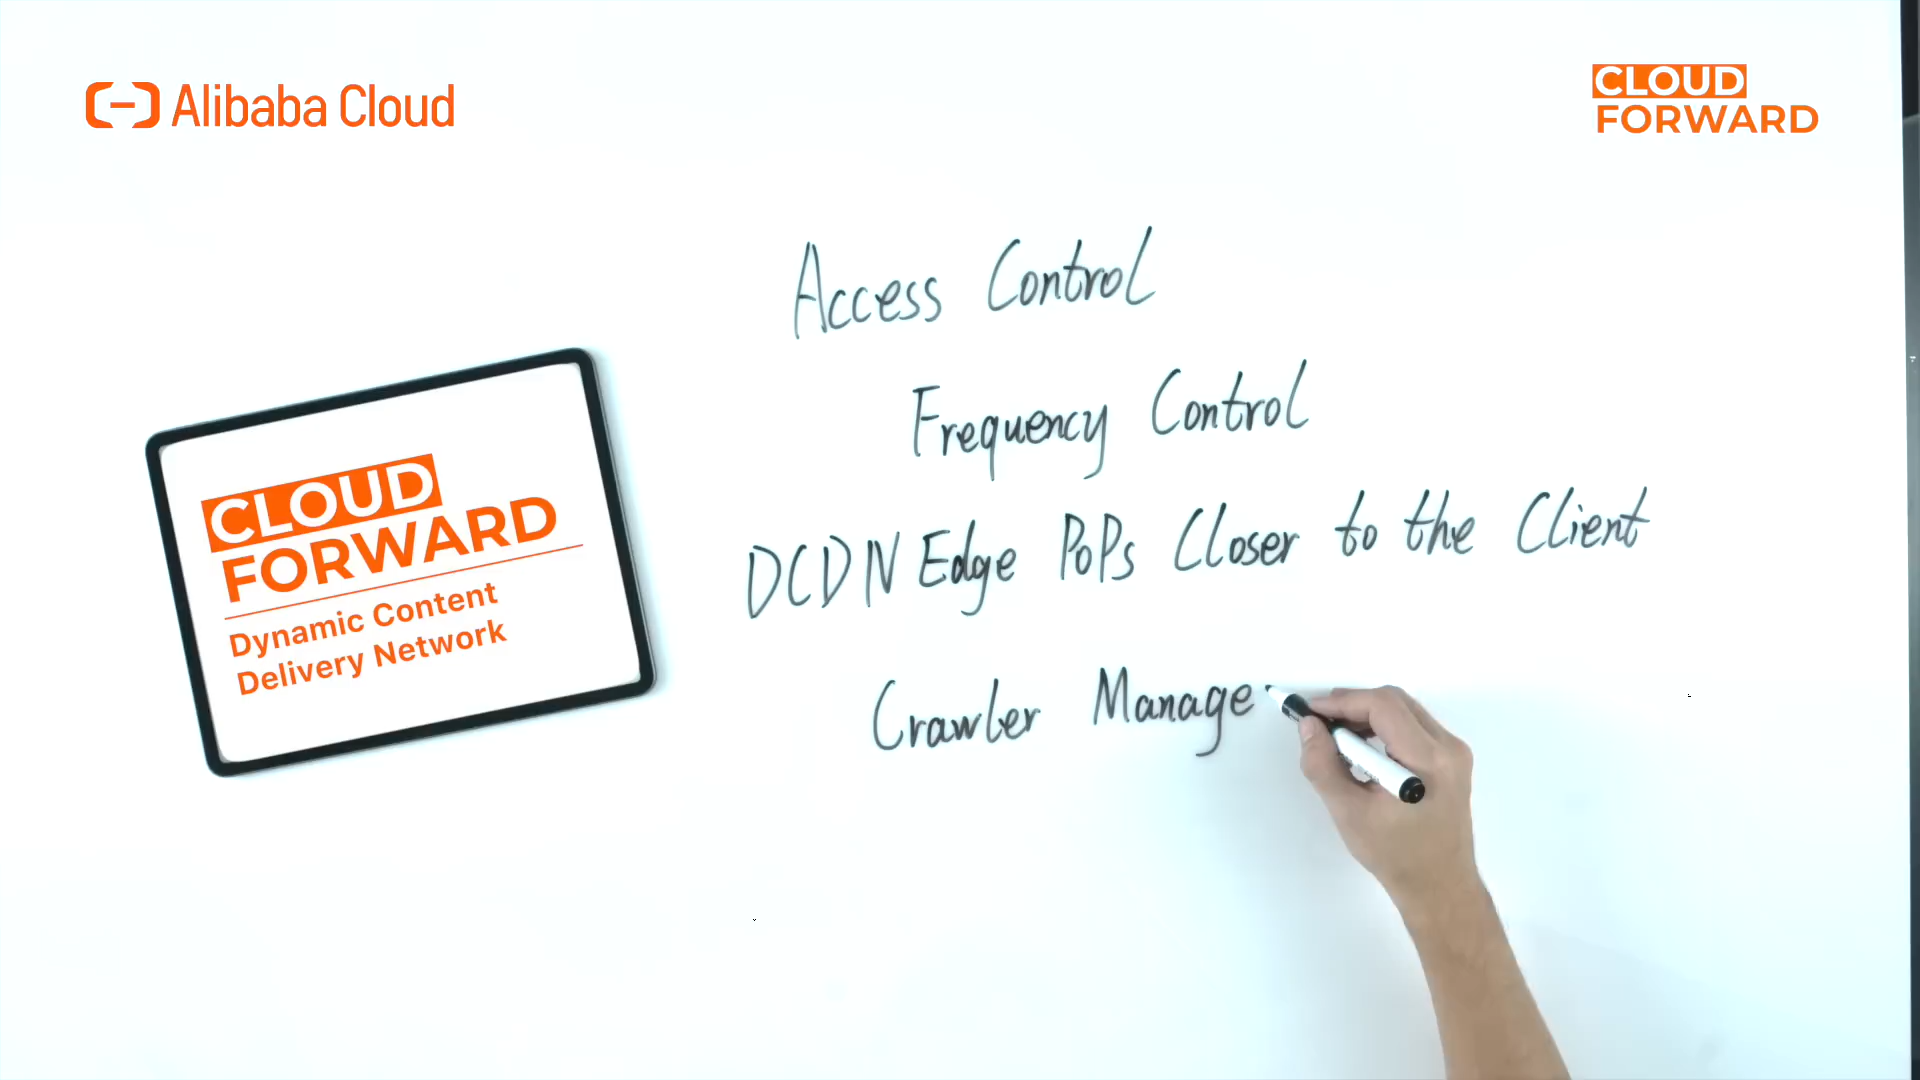 Alibaba Cloud
CLOUD
FORWARD
Access Control
Frequency Control
DCDN Edge PoPs Closer to the Client
Crawler Manage
CLOUD
FORWARD
Dynamic Content
Delivery Network